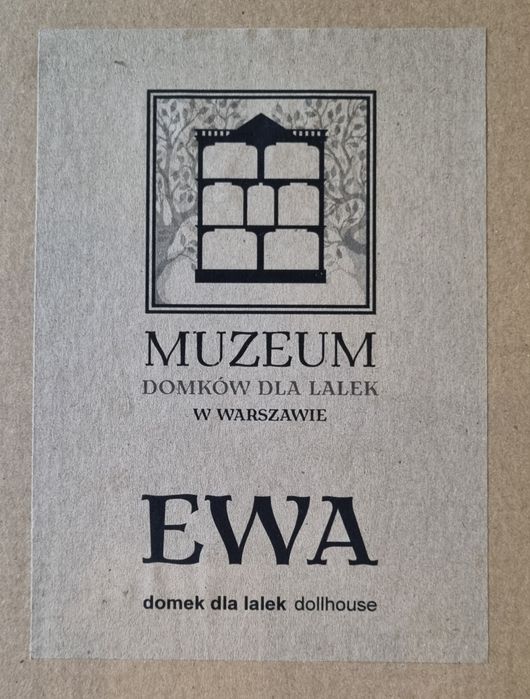 MUZEUM
DOMKÓW DLA LALEK
W WARSZAWIE
EWA
domek dla lalek dollhouse